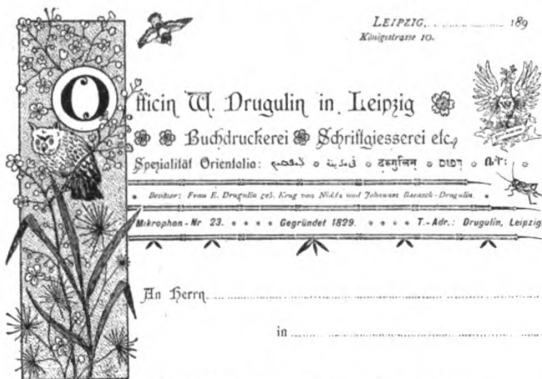 LEIPZIG, 189
Königsstrasse 10.
Officin W. Drugulin in Leipzig
Buchdruckerei Schriftgiesserei etc.
Spezialität Orientalia:
Besitzer: Frau E. Drugulin geb. Krug von Nidda und Johannes Baensch-Drugulin.
Mikrophon-Nr 23. Gegründet 1829. T.-Adr.: Drugulin, Leipzig
An Herrn
in